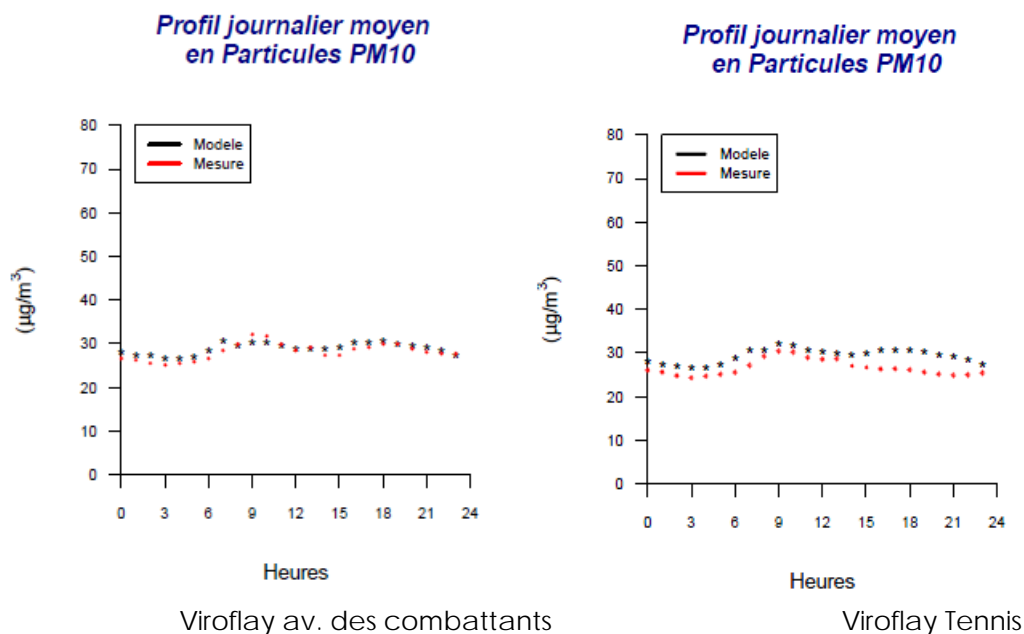 Profil journalier moyen
en Particules PM10
80
70
60
50
40
30
20
10
0
(µg/m³)
Modele
Mesure
0 3 6 9 12 15 18 21 24
Heures
Viroflay av. des combattants
Profil journalier moyen
en Particules PM10
80
70
60
50
40
30
20
10
0
(µg/m³)
Modele
Mesure
0 3 6 9 12 15 18 21 24
Heures
Viroflay Tennis